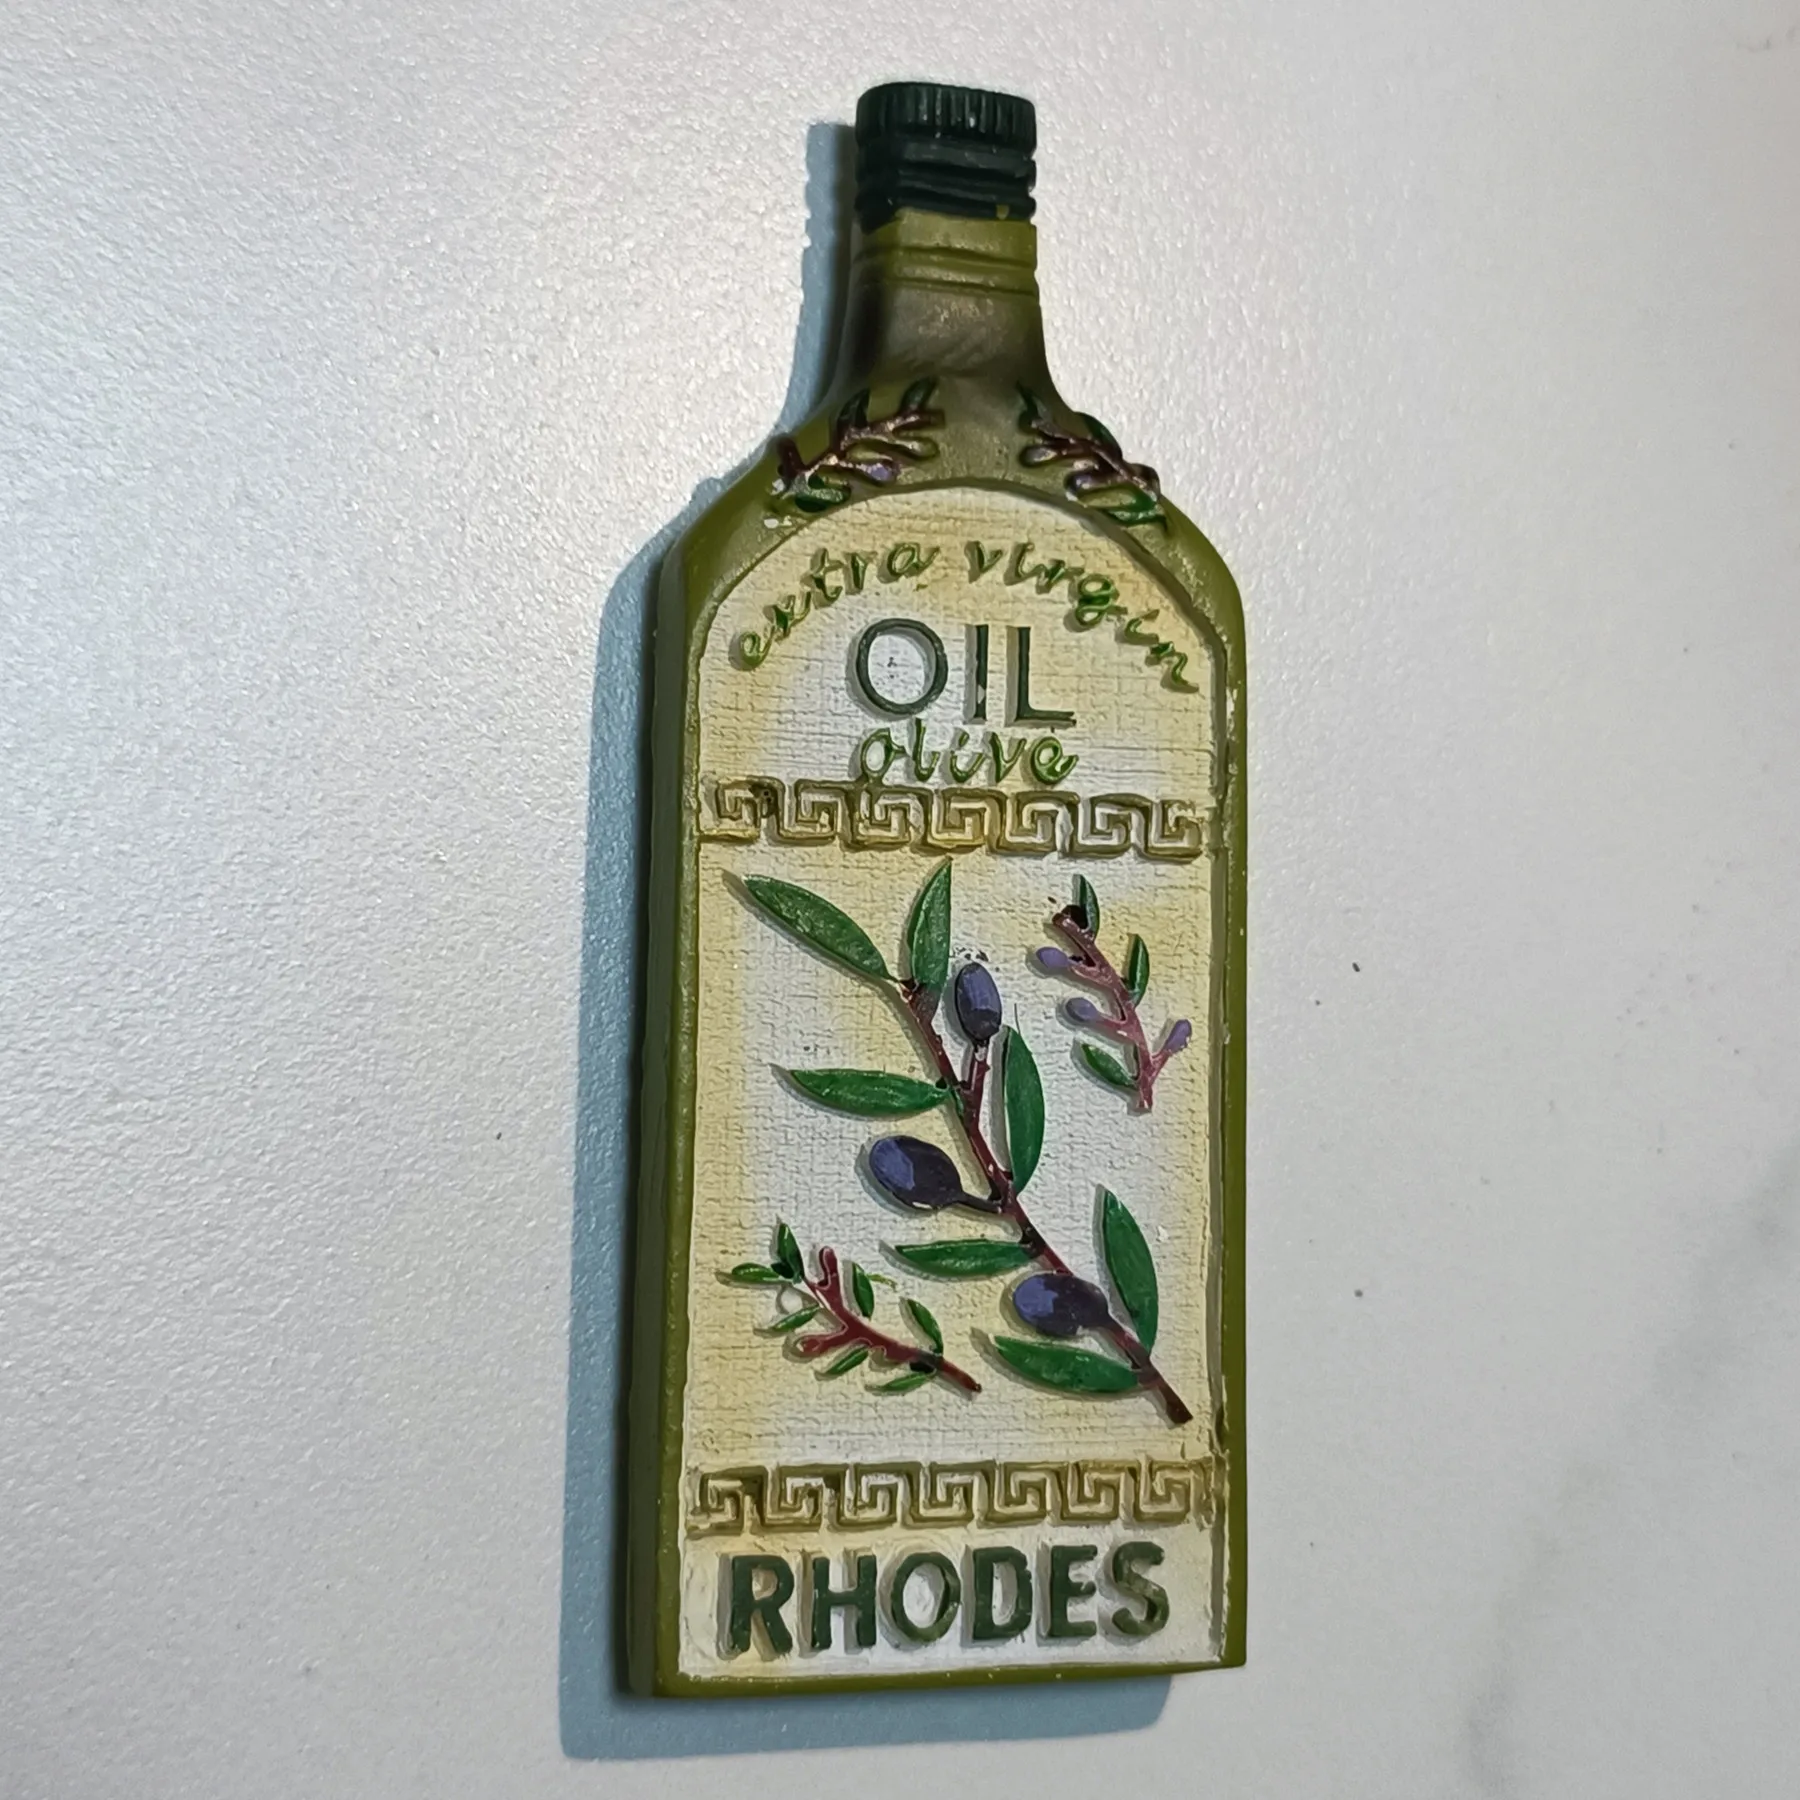 extra virgin
OIL
olive
RHODES